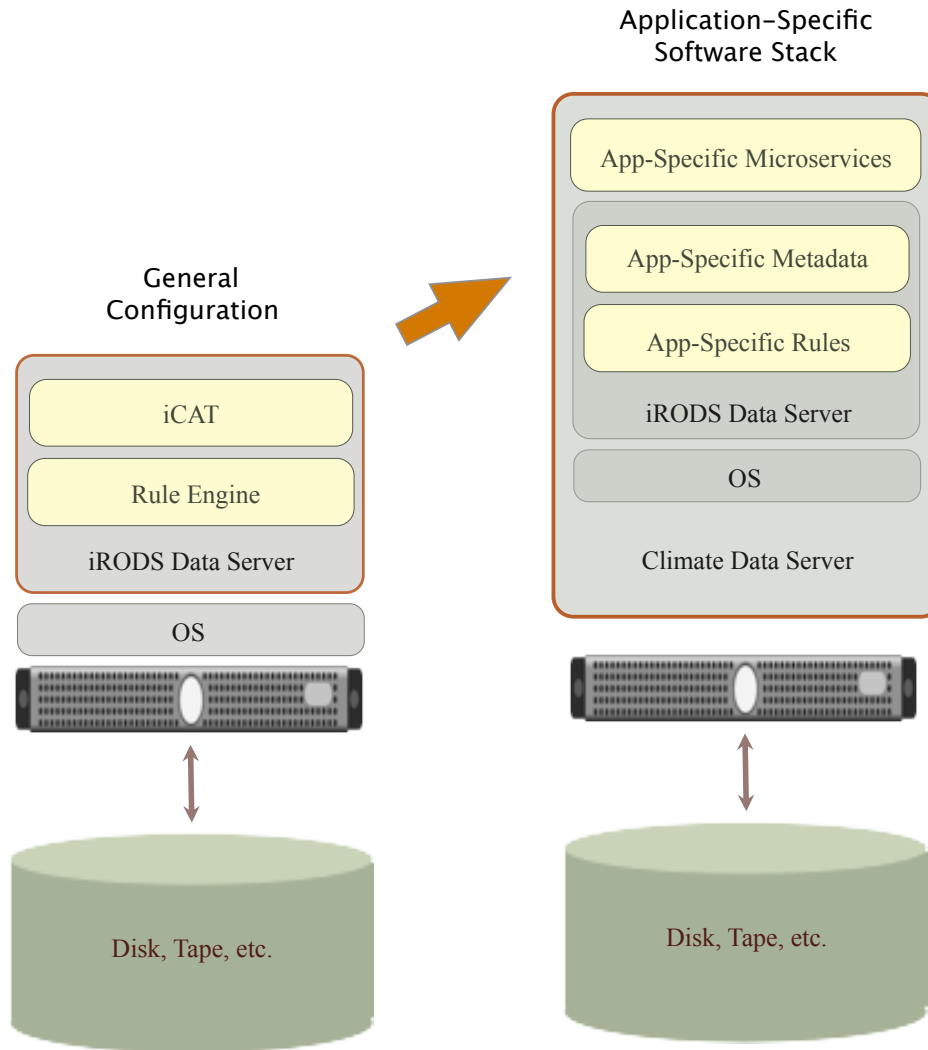 Application-Specific
Software Stack
App-Specific Microservices
App-Specific Metadata
App-Specific Rules
iRODS Data Server
OS
Climate Data Server
Disk, Tape, etc.
General
Configuration
iCAT
Rule Engine
iRODS Data Server
OS
Disk, Tape, etc.